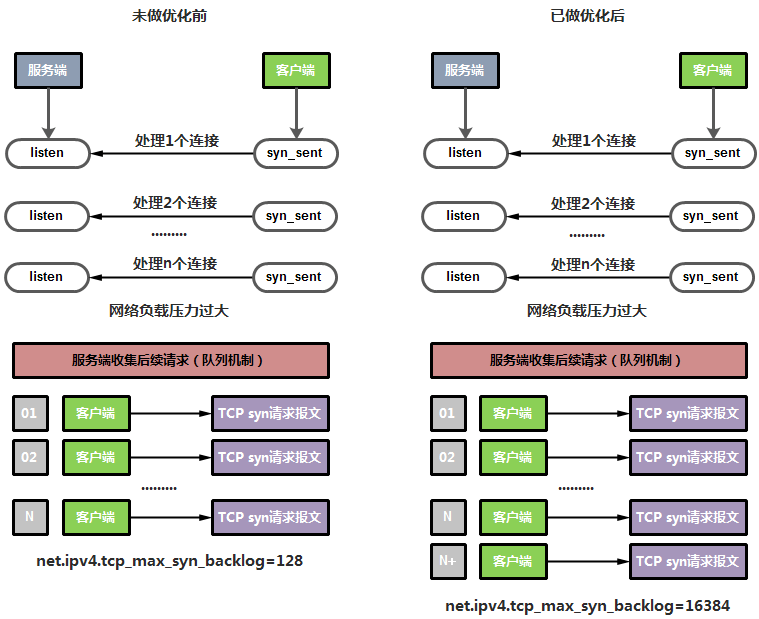 未做优化前
服务端
客户端
listen
处理1个连接
syn_sent
listen
处理2个连接
syn_sent
.........
listen
处理n个连接
syn_sent
网络负载压力过大
服务端收集后续请求（队列机制）
01
客户端
TCP syn请求报文
02
客户端
TCP syn请求报文
.........
N
客户端
TCP syn请求报文
net.ipv4.tcp_max_syn_backlog=128
已做优化后
服务端
客户端
listen
处理1个连接
syn_sent
listen
处理2个连接
syn_sent
.........
listen
处理n个连接
syn_sent
网络负载压力过大
服务端收集后续请求（队列机制）
01
客户端
TCP syn请求报文
02
客户端
TCP syn请求报文
.........
N
客户端
TCP syn请求报文
N+
客户端
TCP syn请求报文
net.ipv4.tcp_max_syn_backlog=16384